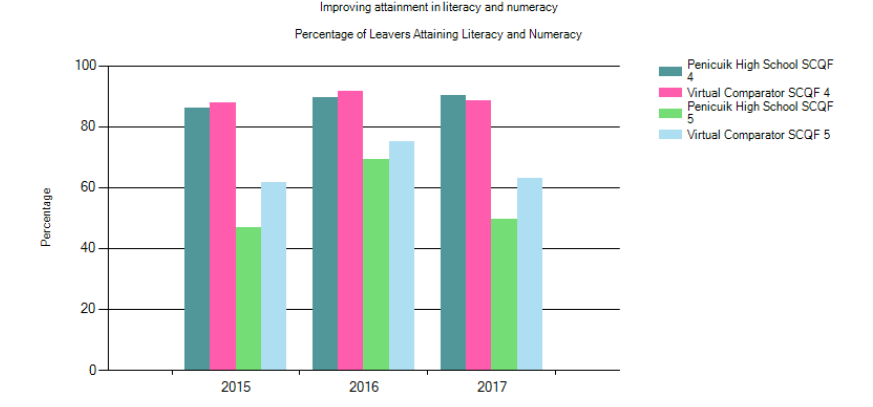 Improving attainment in literacy and numeracy
Percentage of Leavers Attaining Literacy and Numeracy
100
80
60
40
20
0
Percentage
2015
2016
2017
Penicuik High School SCQF
4
Virtual Comparator SCQF 4
Penicuik High School SCQF
5
Virtual Comparator SCQF 5